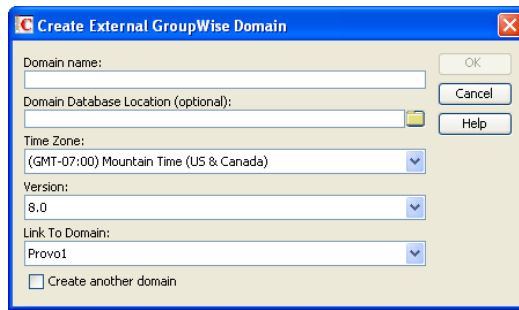 Create External GroupWise Domain
Domain name:
OK
Domain Database Location (optional):
Cancel
Help
Time Zone:
(GMT-07:00) Mountain Time (US & Canada)
Version:
8.0
Link To Domain:
Provo1
Create another domain